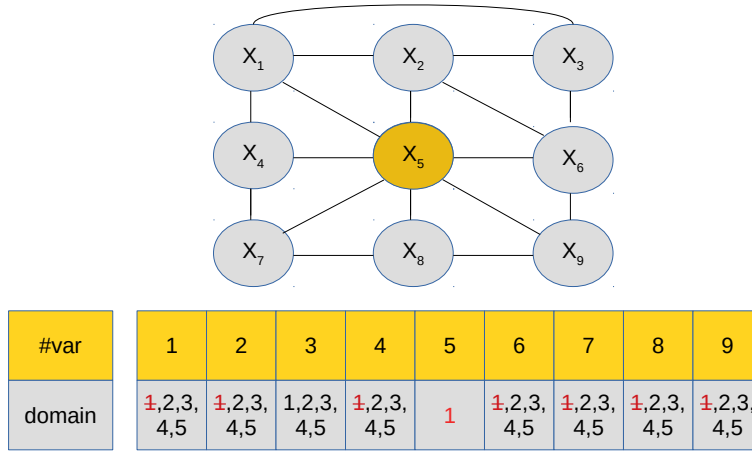 X₁ X₂ X₃
X₄ X₅ X₆
X₇ X₈ X₉
#var 1 2 3 4 5 6 7 8 9
domain 1,2,3, 1,2,3, 1,2,3, 1,2,3, 1 1,2,3, 1,2,3, 1,2,3, 1,2,3,
4,5 4,5 4,5 4,5 4,5 4,5 4,5 4,5